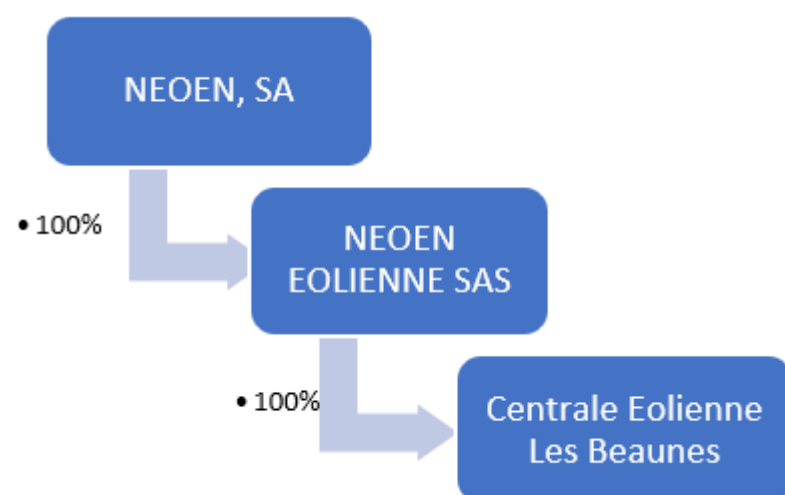 NEOEN, SA
• 100%
NEOEN
EOLIENNE SAS
• 100%
Centrale Eolienne
Les Beaunes